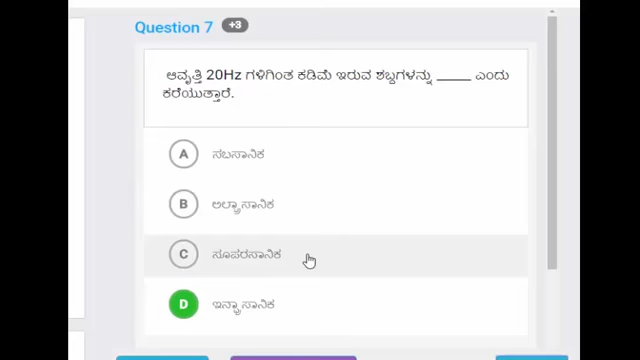 Question 7 +3
ಆವೃತ್ತಿ 20Hz ಗಳಿಗಿಂತ ಕಡಿಮೆ ಇರುವ ಶಬ್ದಗಳನ್ನು _____ ಎಂದು
ಕರೆಯುತ್ತಾರೆ.
A ಸಬಸಾನಿಕ
B ಅಲ್ಟ್ರಾಸಾನಿಕ
C ಸೂಪರಸಾನಿಕ
D ಇನ್ಫ್ರಾಸಾನಿಕ